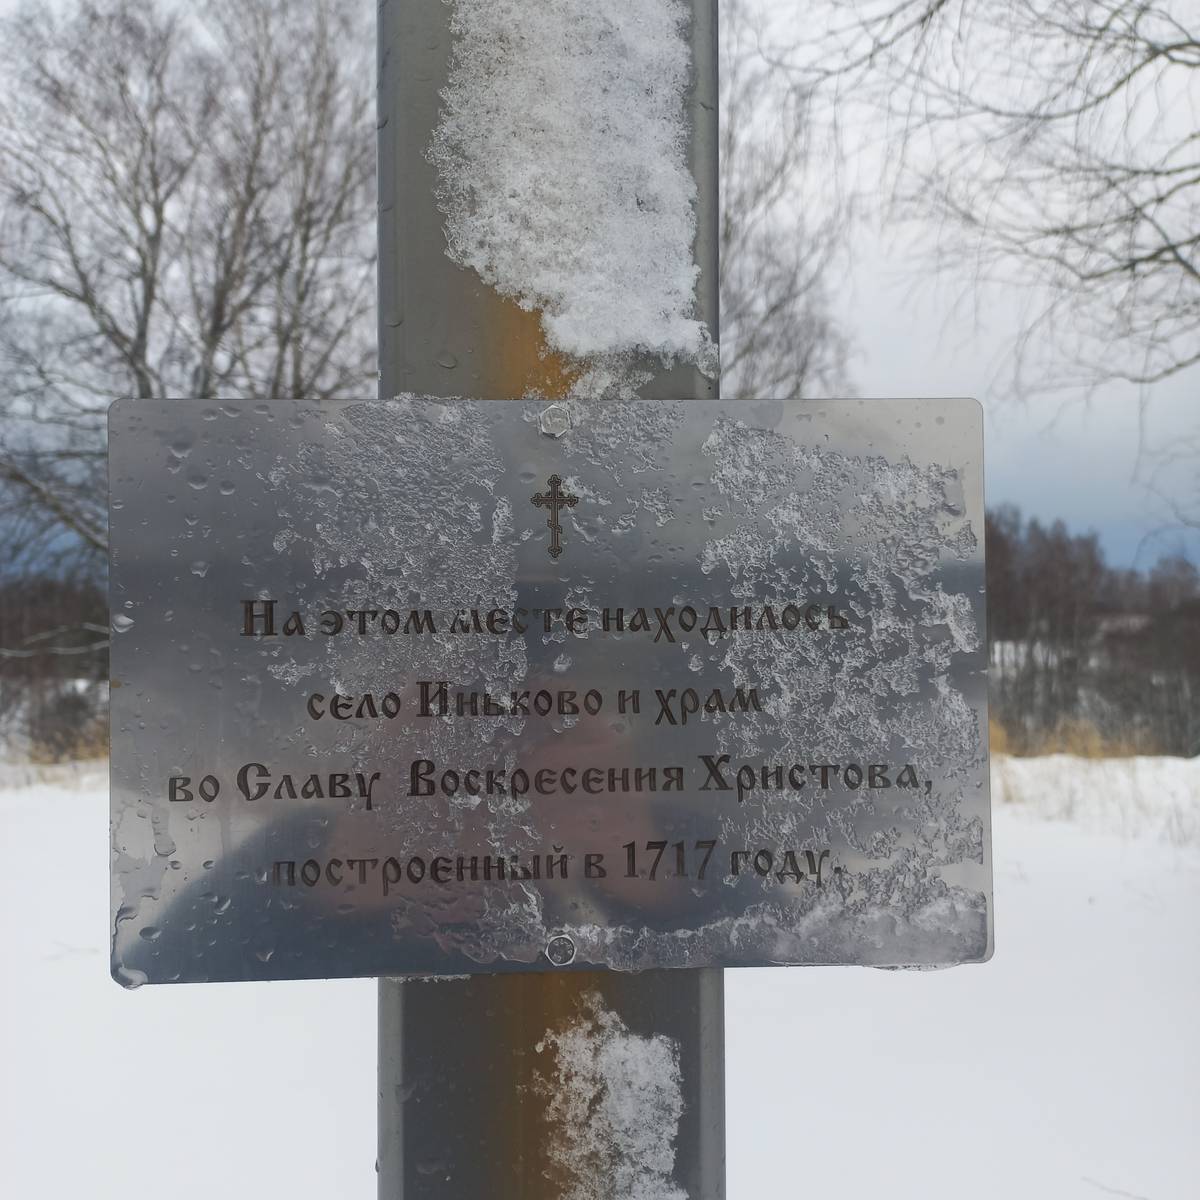 На этом месте находилось
село Иньково и храм
во Славу Воскресения Христова,
построенный в 1717 году.